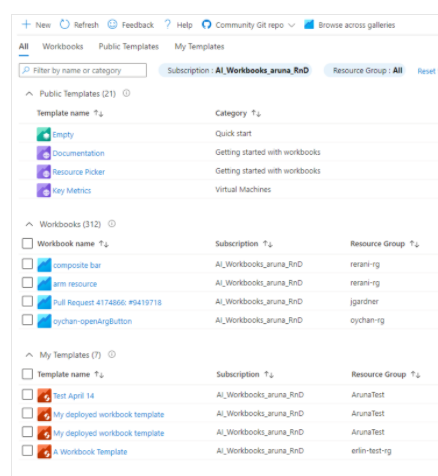 + New Refresh Feedback ? Help Community Git repo Browse across galleries
All Workbooks Public Templates My Templates
Filter by name or category Subscription : AI_Workbooks_aruna_RnD Resource Group : All Reset
Public Templates (21)
Template name ↑↓ Category ↑↓
Empty Quick start
Documentation Getting started with workbooks
Resource Picker Getting started with workbooks
Key Metrics Virtual Machines
Workbooks (312)
Workbook name ↑↓ Subscription ↑↓ Resource Group ↑↓
composite bar AI_Workbooks_aruna_RnD rerani-rg
arm resource AI_Workbooks_aruna_RnD rerani-rg
Pull Request 4174866: #9419718 AI_Workbooks_aruna_RnD jgardner
oychan-openArgButton AI_Workbooks_aruna_RnD oychan-rg
My Templates (7)
Template name ↑↓ Subscription ↑↓ Resource Group ↑↓
Test April 14 AI_Workbooks_aruna_RnD ArunaTest
My deployed workbook template AI_Workbooks_aruna_RnD ArunaTest
My deployed workbook template AI_Workbooks_aruna_RnD ArunaTest
A Workbook Template AI_Workbooks_aruna_RnD erlin-test-rg